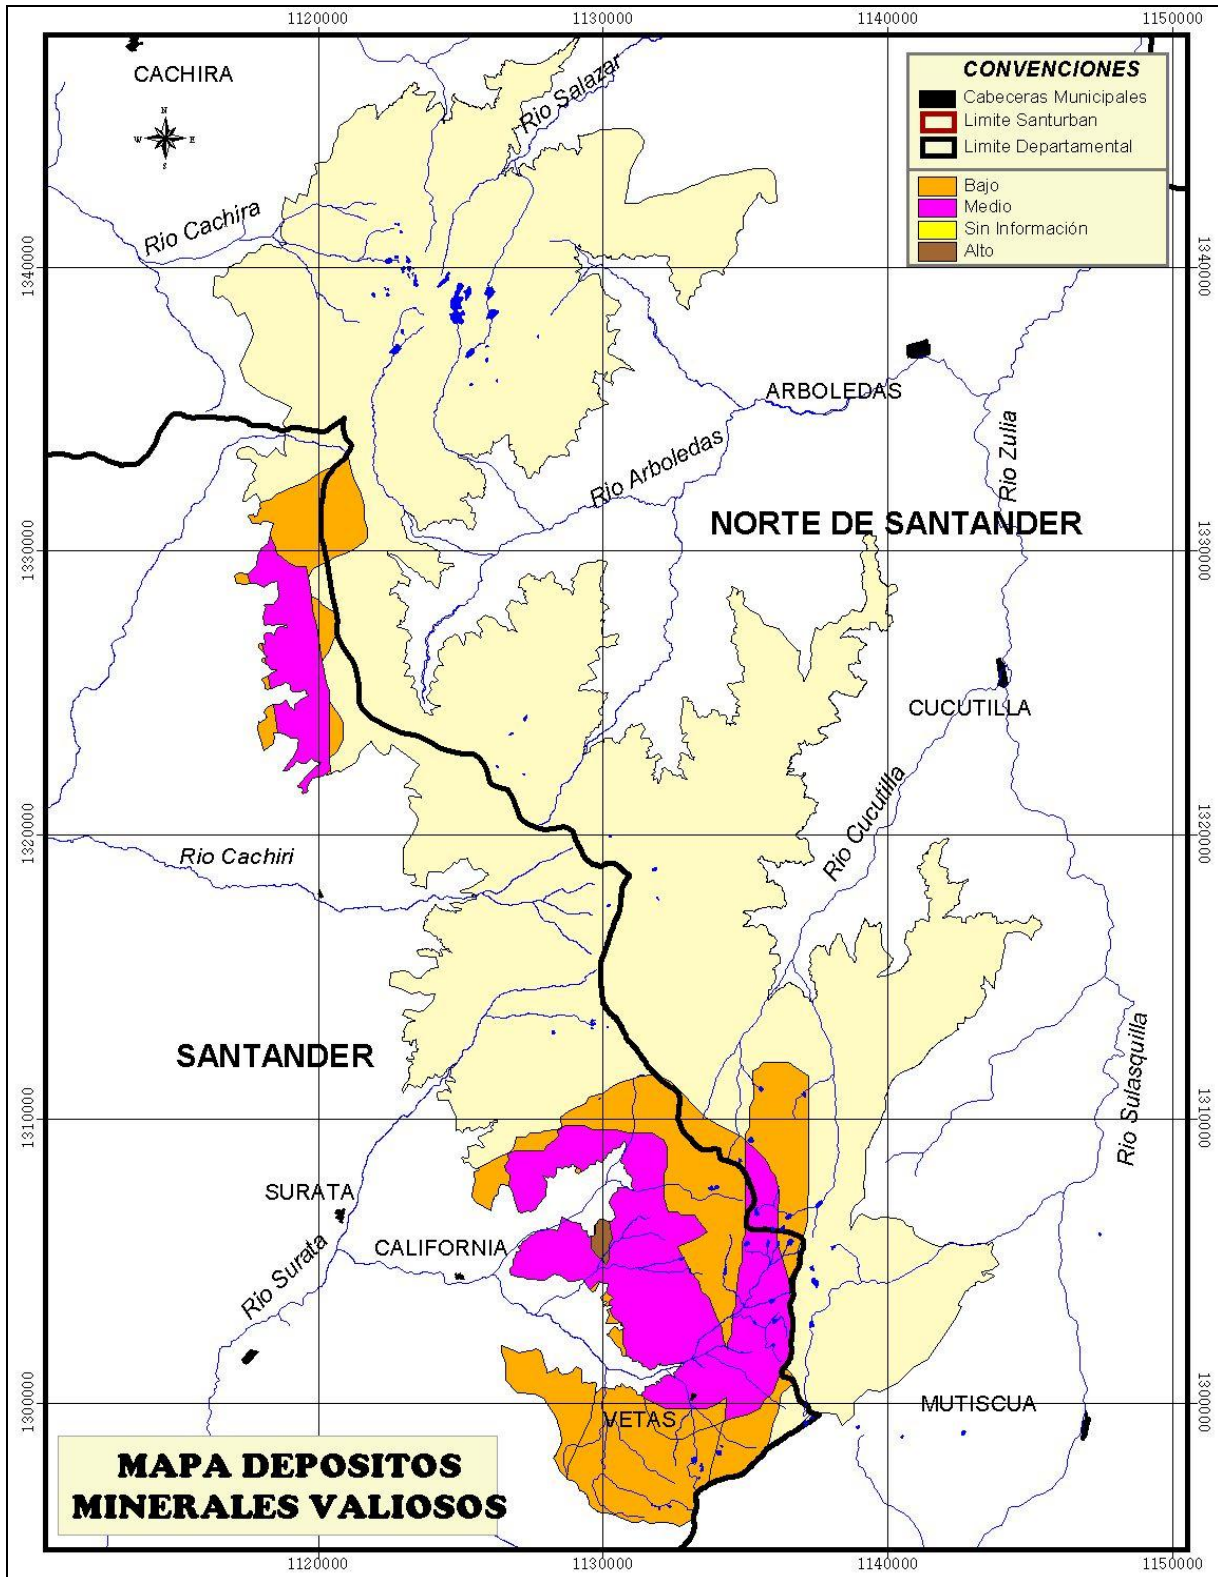 1120000
1130000
1140000
1150000
CACHIRA
N
W
E
S
Rio Salazar
CONVENCIONES
Cabeceras Municipales
Limite Santurban
Limite Departamental
Bajo
Medio
Sin Información
Alto
Rio Cachira
1340000
1340000
ARBOLEDAS
Rio Zulia
Rio Arboledas
NORTE DE SANTANDER
1330000
1330000
CUCUTILLA
Rio Cucutilla
1320000
1320000
Rio Cachiri
SANTANDER
Rio Sulasquilla
1310000
1310000
SURATA
CALIFORNIA
Rio Surata
1300000
1300000
VETAS
MUTISCUA
MAPA DEPOSITOS
MINERALES VALIOSOS
1120000
1130000
1140000
1150000